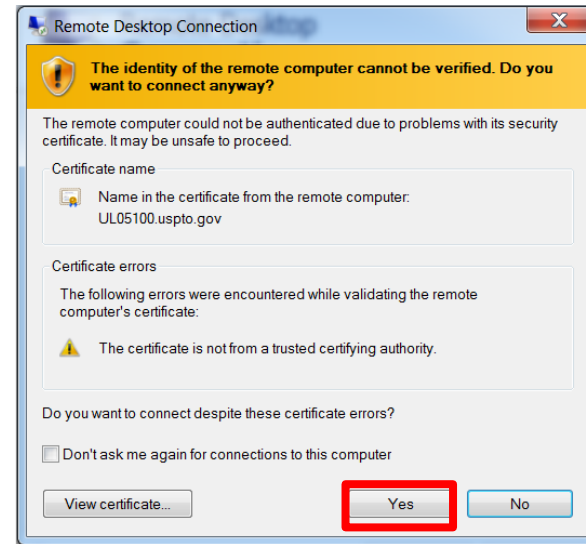 Remote Desktop Connection
The identity of the remote computer cannot be verified. Do you
want to connect anyway?
The remote computer could not be authenticated due to problems with its security
certificate. It may be unsafe to proceed.
Certificate name
Name in the certificate from the remote computer:
UL05100.uspto.gov
Certificate errors
The following errors were encountered while validating the remote
computer's certificate:
The certificate is not from a trusted certifying authority.
Do you want to connect despite these certificate errors?
Don't ask me again for connections to this computer
View certificate...
Yes
No